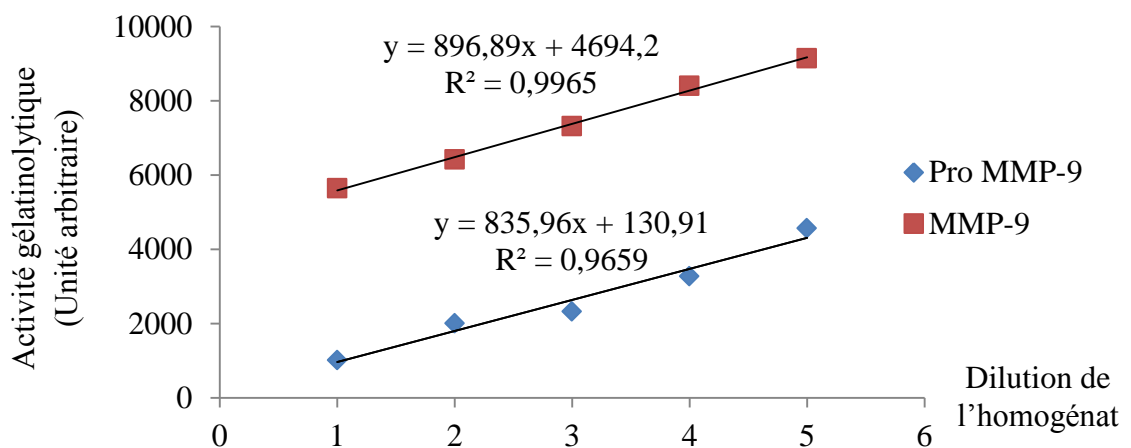 10000
8000
6000
4000
2000
0
Activité gélatinolytique
(Unité arbitraire)
y = 896,89x + 4694,2
R² = 0,9965
y = 835,96x + 130,91
R² = 0,9659
Pro MMP-9
MMP-9
0 1 2 3 4 5 6
Dilution de
l’homogénat